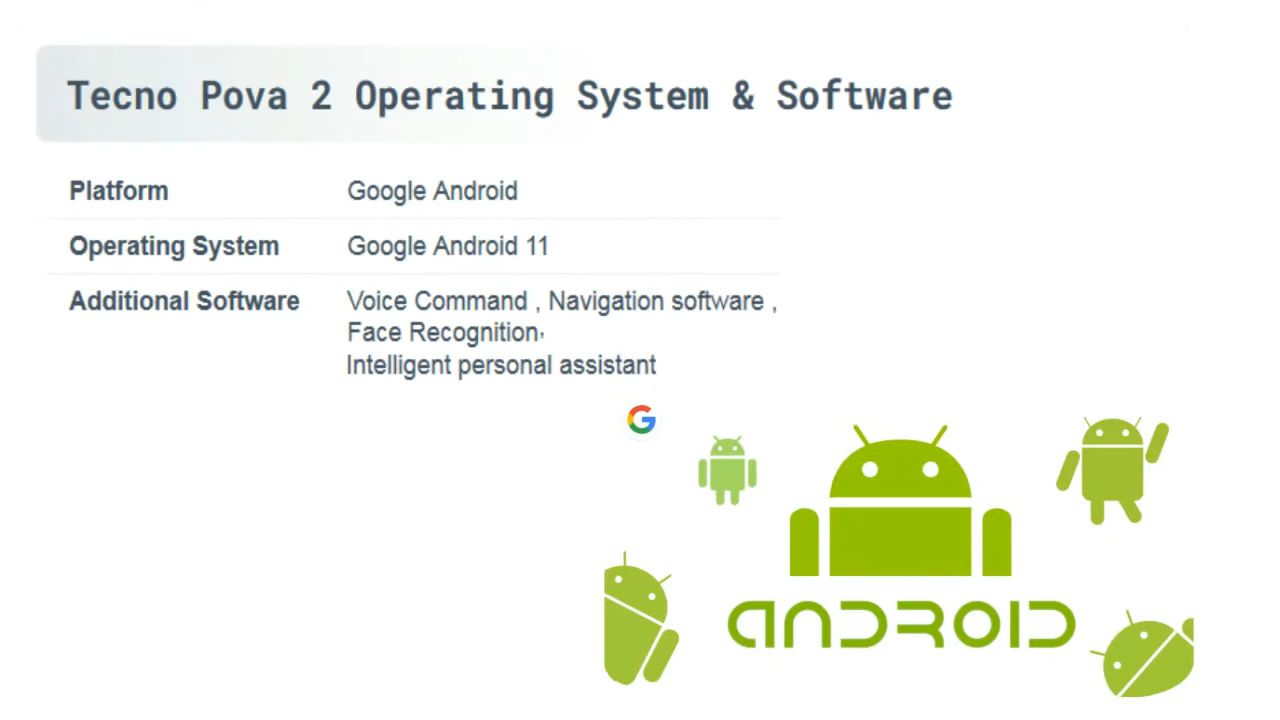 Tecno Pova 2 Operating System & Software
Platform Google Android
Operating System Google Android 11
Additional Software Voice Command , Navigation software ,
Face Recognition,
Intelligent personal assistant
G
ANDROID